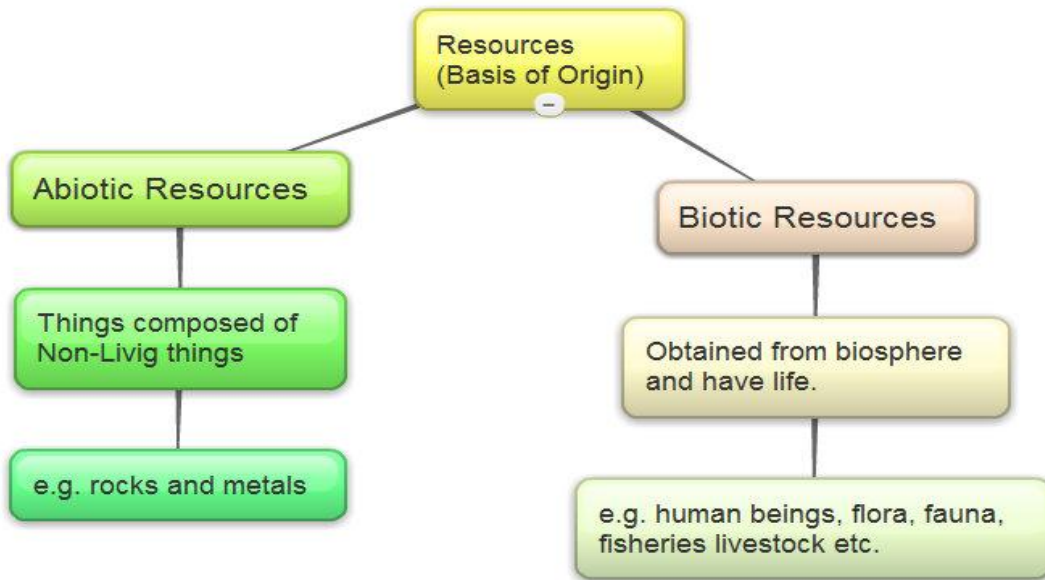 Resources
(Basis of Origin)
Abiotic Resources
Things composed of
Non-Livig things
e.g. rocks and metals
Biotic Resources
Obtained from biosphere
and have life.
e.g. human beings, flora, fauna,
fisheries livestock etc.